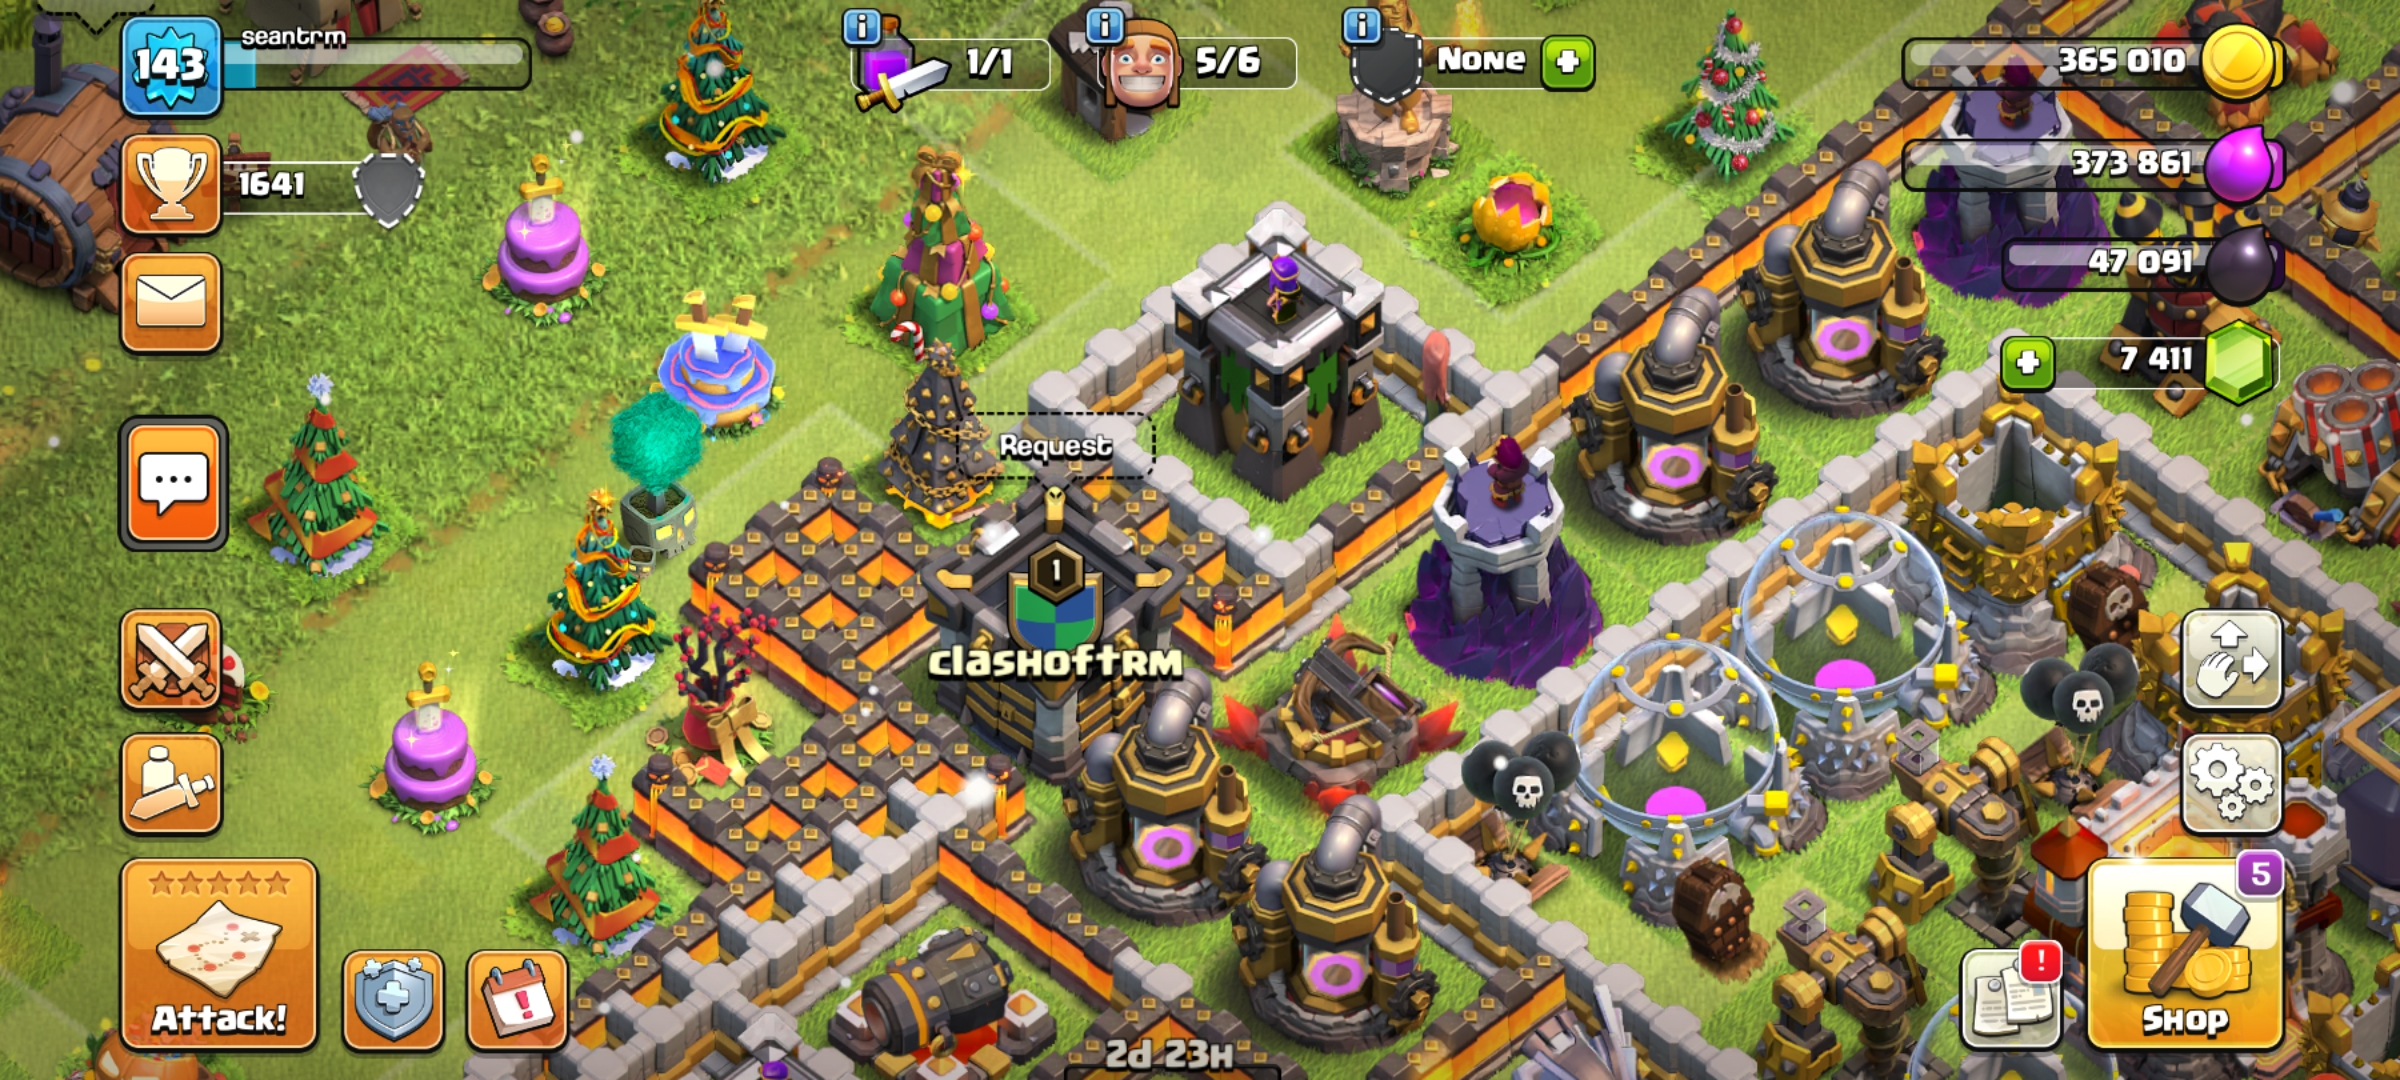 143
seantrm
1/1
5/6
None
365 010
1641
373 861
47 091
7 411
Request
1
clashoftrm
5
Attack!
2d 23h
Shop